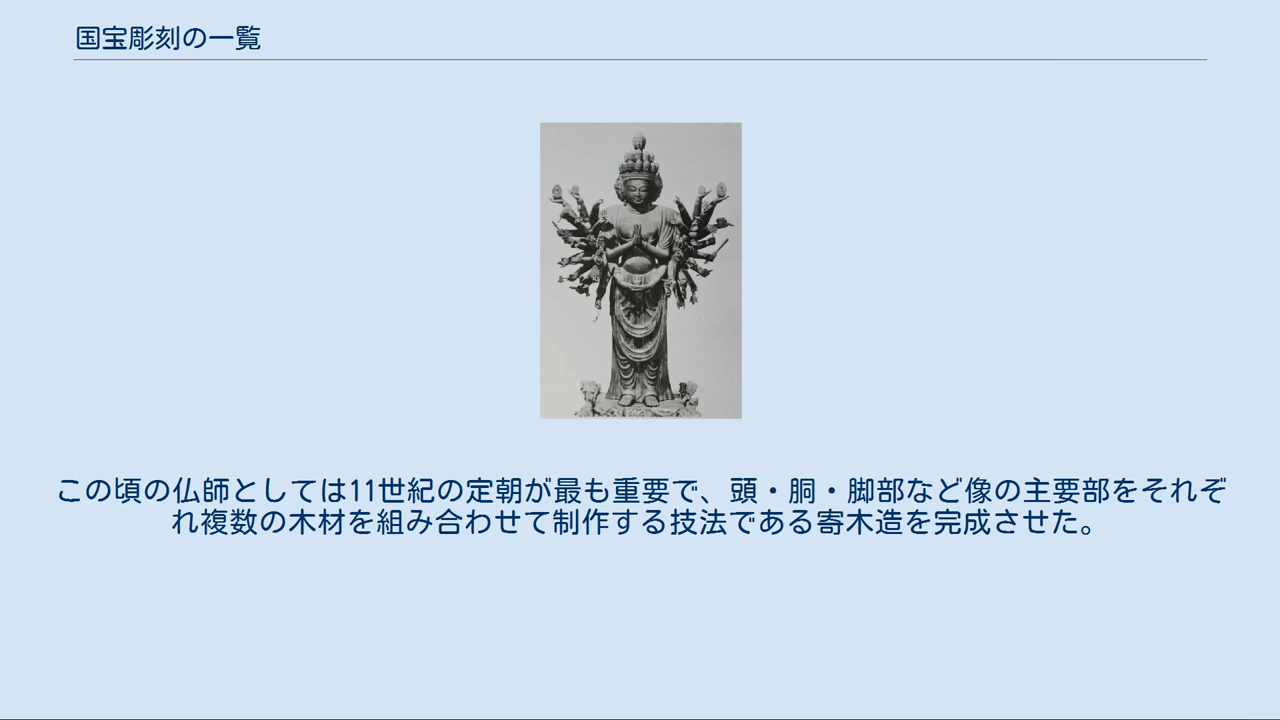 国宝彫刻の一覧
この頃の仏師としては11世紀の定朝が最も重要で、頭・胴・脚部など像の主要部をそれぞ
れ複数の木材を組み合わせて制作する技法である寄木造を完成させた。